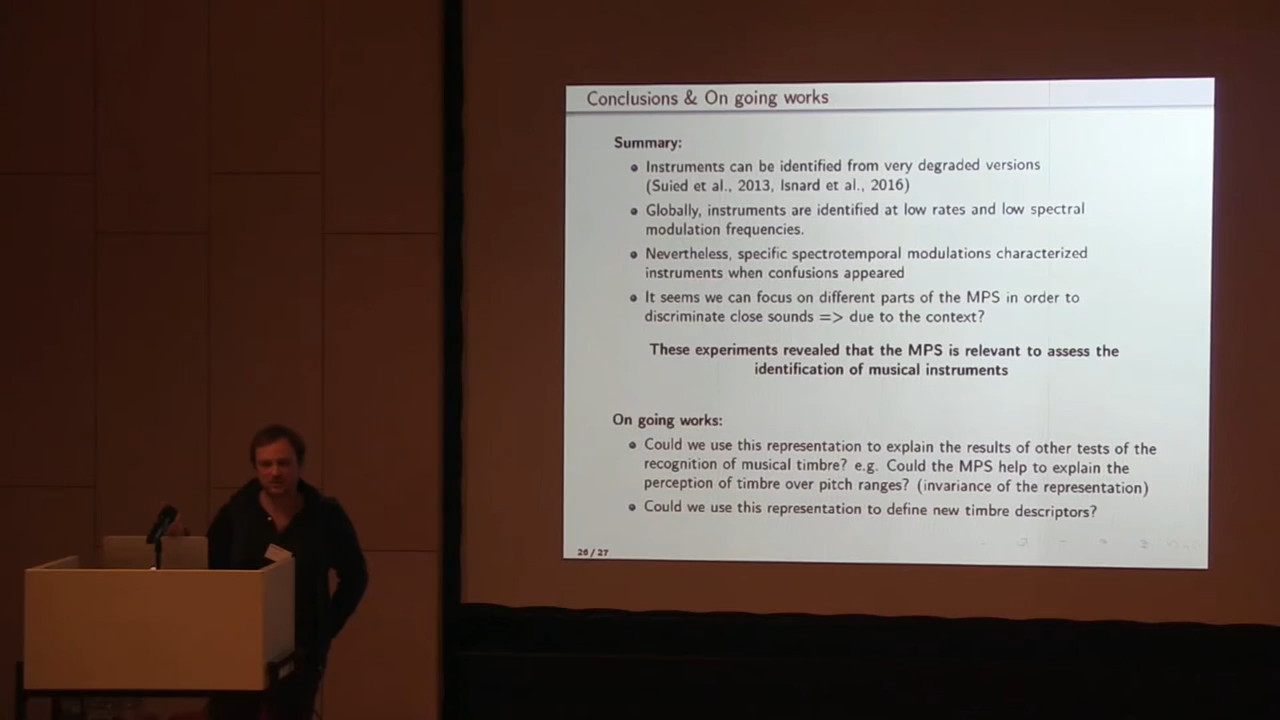 Conclusions & On going works
Summary:
Instruments can be identified from very degraded versions
(Suied et al., 2013, Isnard et al., 2016)
Globally, instruments are identified at low rates and low spectral
modulation frequencies.
Nevertheless, specific spectrotemporal modulations characterized
instruments when confusions appeared
It seems we can focus on different parts of the MPS in order to
discriminate close sounds => due to the context?
These experiments revealed that the MPS is relevant to assess the
identification of musical instruments
On going works:
Could we use this representation to explain the results of other tests of the
recognition of musical timbre? e.g. Could the MPS help to explain the
perception of timbre over pitch ranges? (invariance of the representation)
Could we use this representation to define new timbre descriptors?
26 / 27